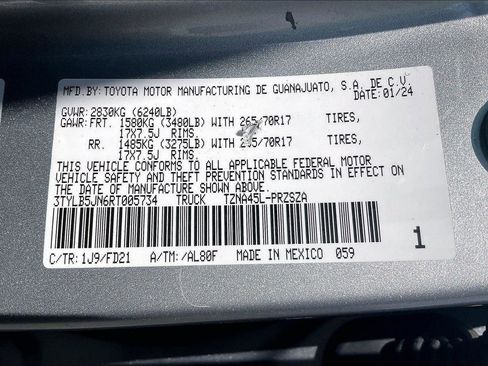 MFD.BY:TOYOTA MOTOR MANUFACTURING DE GUANAJUATO, S.A. DE C.V.
DATE:01/24
GVWR:2830KG (6240LB)
GAWR:FRT. 1580KG (3480LB) WITH 265/70R17 TIRES,
17X7.5J RIMS.
RR. 1485KG (3275LB) WITH 265/70R17 TIRES,
17X7.5J RIMS.
THIS VEHICLE CONFORMS TO ALL APPLICABLE FEDERAL MOTOR
VEHICLE SAFETY AND THEFT PREVENTION STANDARDS IN EFFECT ON
THE DATE OF MANUFACTURE SHOWN ABOVE.
3TYLB5JN6RT005734 TRUCK TZNA45L-PRZSZA
C/TR:1J9/FD21 A/TM:/AL80F MADE IN MEXICO 059
1